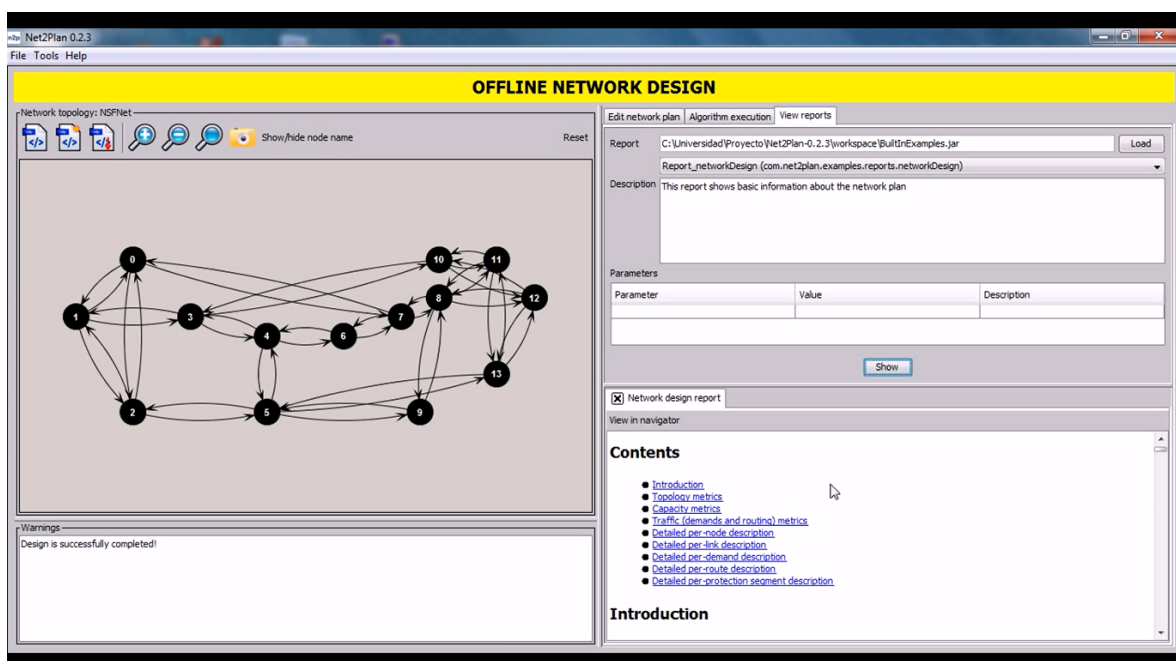 n2p Net2Plan 0.2.3
File Tools Help
OFFLINE NETWORK DESIGN
Network topology: NSFNet
Show/hide node name
Reset
0
10
11
8
12
1
3
7
4
6
13
2
5
9
Warnings
Design is successfully completed!
Edit network plan Algorithm execution View reports
Report C:\Universidad\Proyecto\Net2Plan-0.2.3\workspace\BuiltInExamples.jar Load
Report_networkDesign (com.net2plan.examples.reports.networkDesign)
Description This report shows basic information about the network plan
Parameters
Parameter Value Description
Show
Network design report
View in navigator
Contents
Introduction
Topology metrics
Capacity metrics
Traffic (demands and routing) metrics
Detailed per-node description
Detailed per-link description
Detailed per-demand description
Detailed per-route description
Detailed per-protection segment description
Introduction